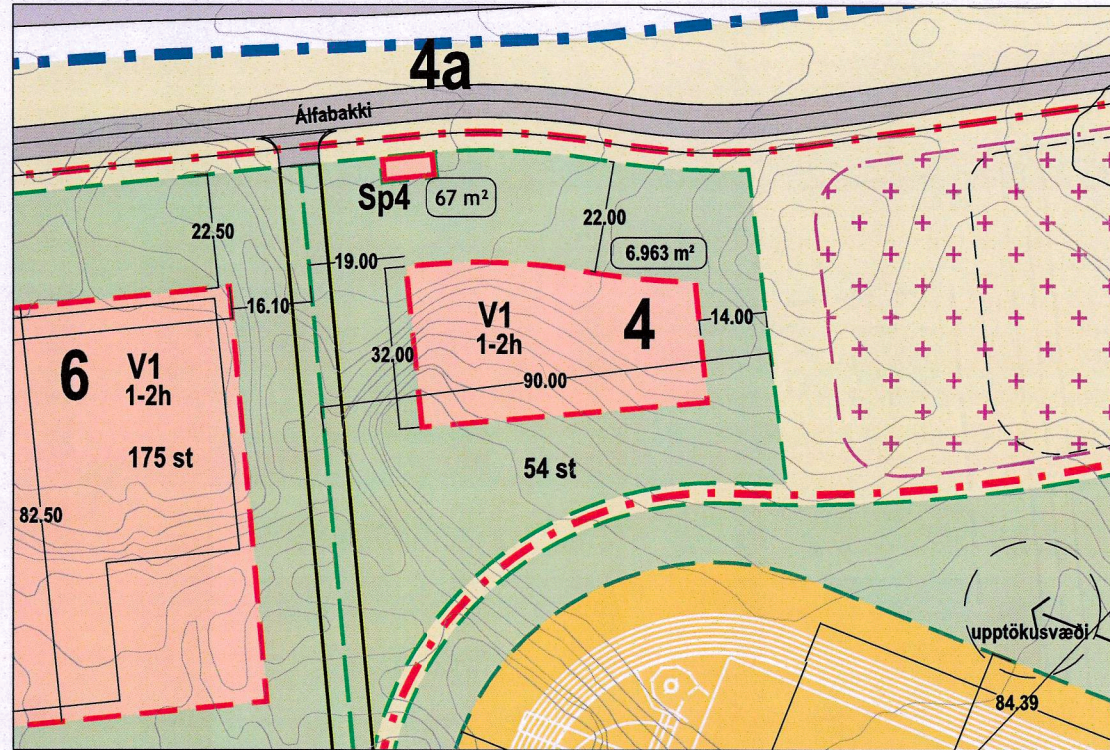 4a
Álfabakki
Sp4
67 m²
22.50
22.00
6.963 m²
19.00
16.10
V1
1-2h
4
14.00
32.00
90.00
6
V1
1-2h
175 st
54 st
82.50
upptökusvæði
84.39